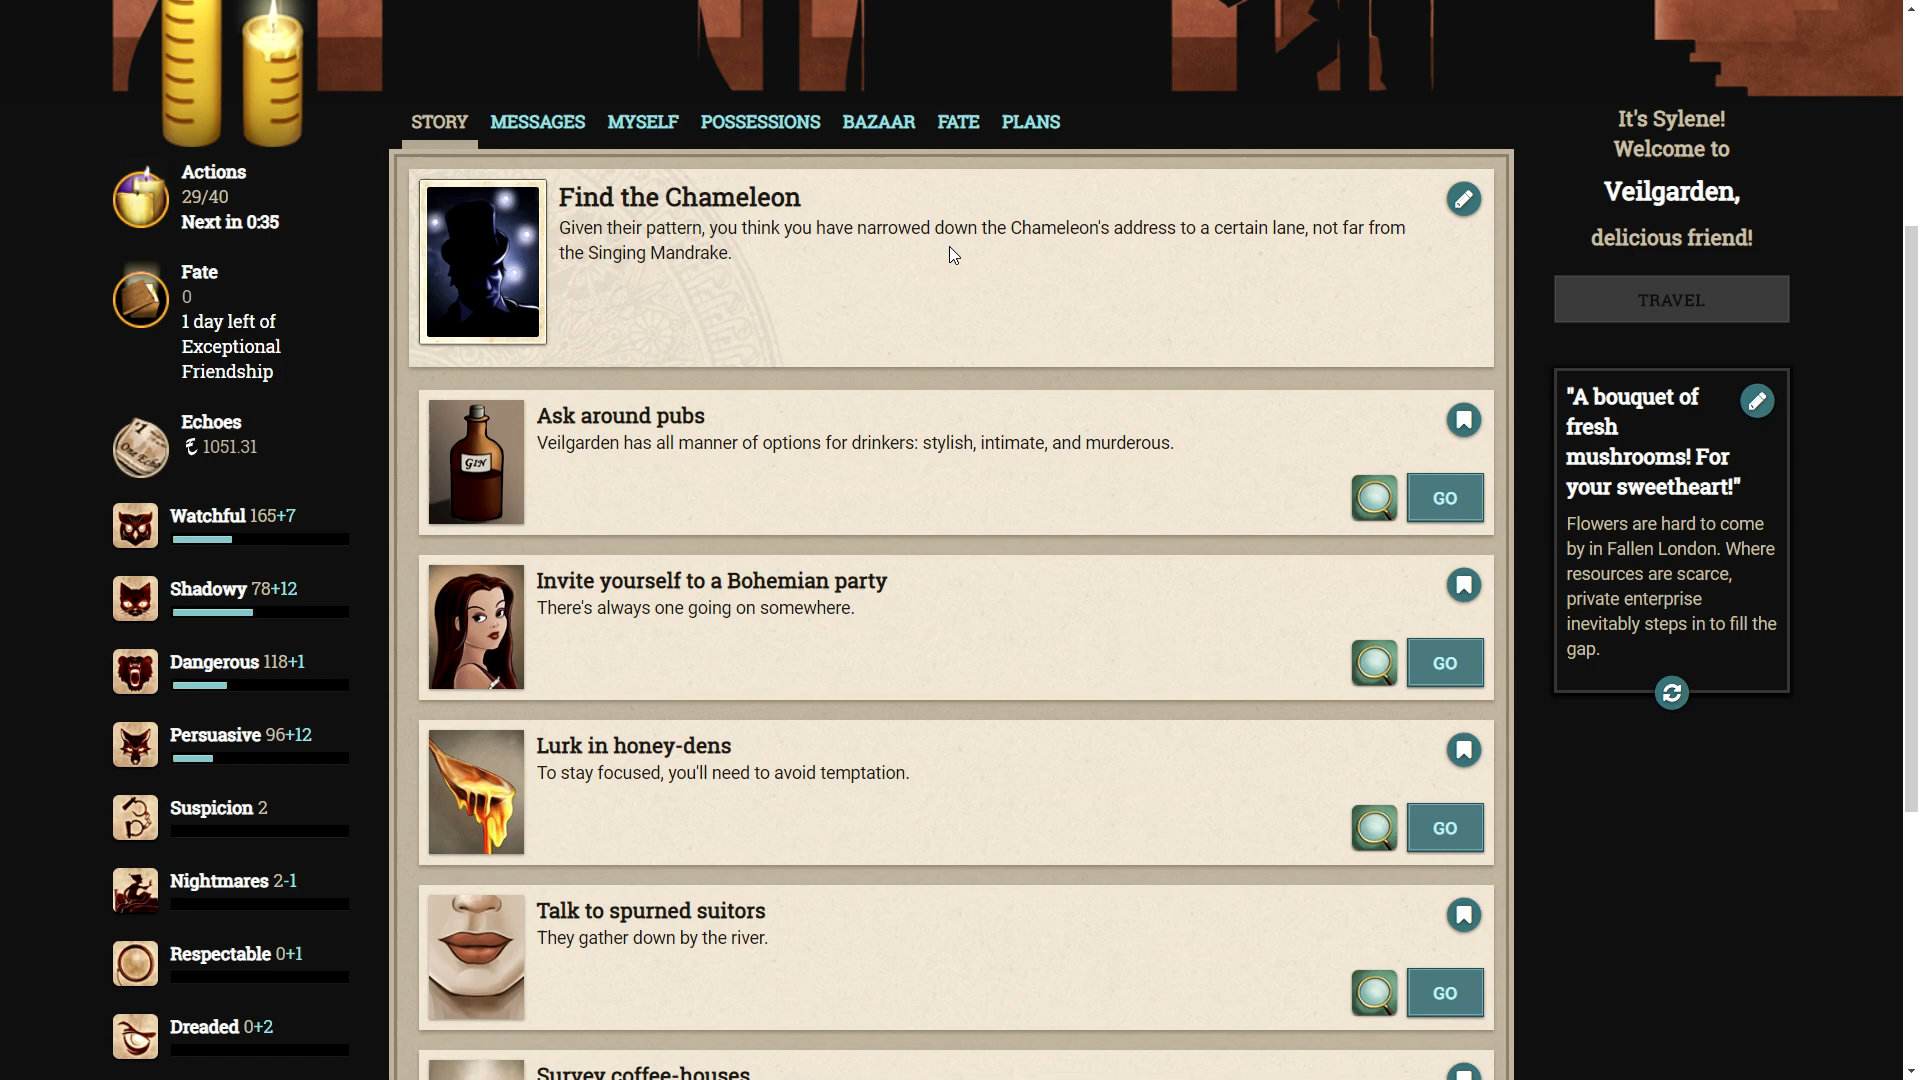 STORY MESSAGES MYSELF POSSESSIONS BAZAAR FATE PLANS
Actions
29/40
Next in 0:35
Fate
0
1 day left of
Exceptional
Friendship
Echoes
1051.31
Watchful 165+7
Shadowy 78+12
Dangerous 118+1
Persuasive 96+12
Suspicion 2
Nightmares 2-1
Respectable 0+1
Dreaded 0+2
Find the Chameleon
Given their pattern, you think you have narrowed down the Chameleon's address to a certain lane, not far from
the Singing Mandrake.
GIN
Ask around pubs
Veilgarden has all manner of options for drinkers: stylish, intimate, and murderous.
GO
Invite yourself to a Bohemian party
There's always one going on somewhere.
GO
Lurk in honey-dens
To stay focused, you'll need to avoid temptation.
GO
Talk to spurned suitors
They gather down by the river.
GO
Survey coffee-houses
It's Sylene!
Welcome to
Veilgarden,
delicious friend!
TRAVEL
"A bouquet of
fresh
mushrooms! For
your sweetheart!"
Flowers are hard to come
by in Fallen London. Where
resources are scarce,
private enterprise
inevitably steps in to fill the
gap.